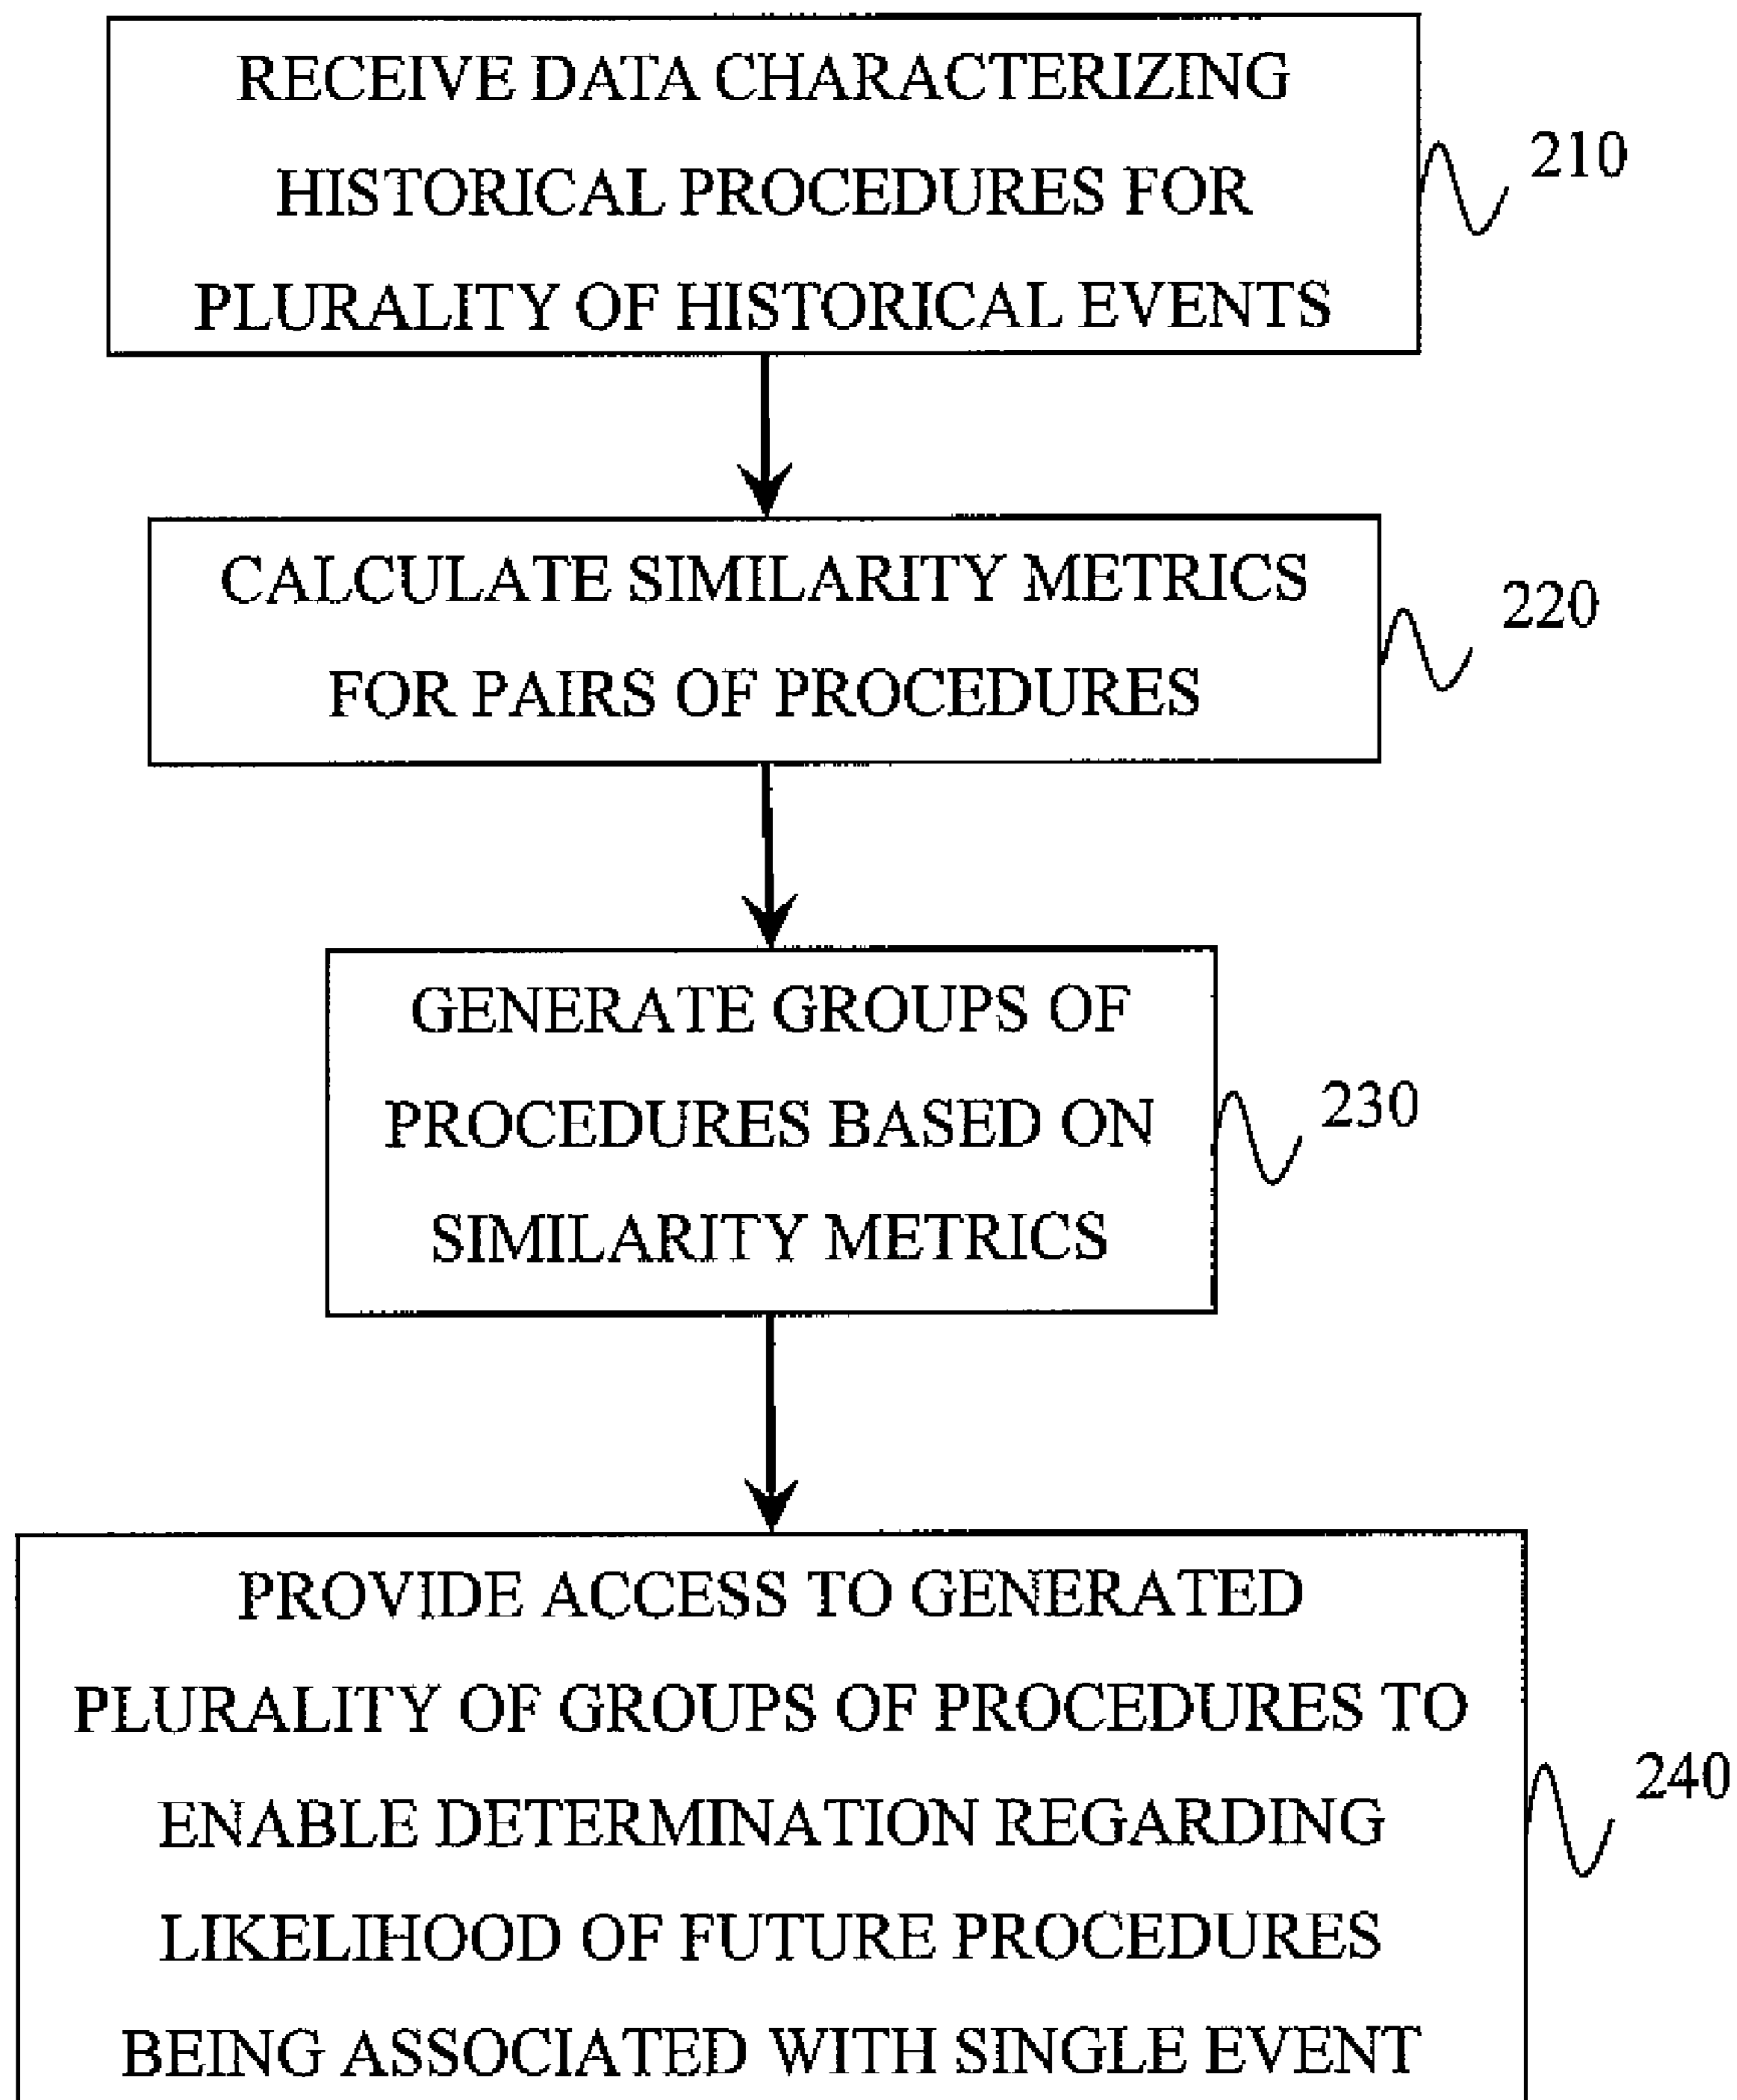 RECEIVE DATA CHARACTERIZING
HISTORICAL PROCEDURES FOR
PLURALITY OF HISTORICAL EVENTS
210
CALCULATE SIMILARITY METRICS
FOR PAIRS OF PROCEDURES
220
GENERATE GROUPS OF
PROCEDURES BASED ON
SIMILARITY METRICS
230
PROVIDE ACCESS TO GENERATED
PLURALITY OF GROUPS OF PROCEDURES TO
ENABLE DETERMINATION REGARDING
LIKELIHOOD OF FUTURE PROCEDURES
BEING ASSOCIATED WITH SINGLE EVENT
240